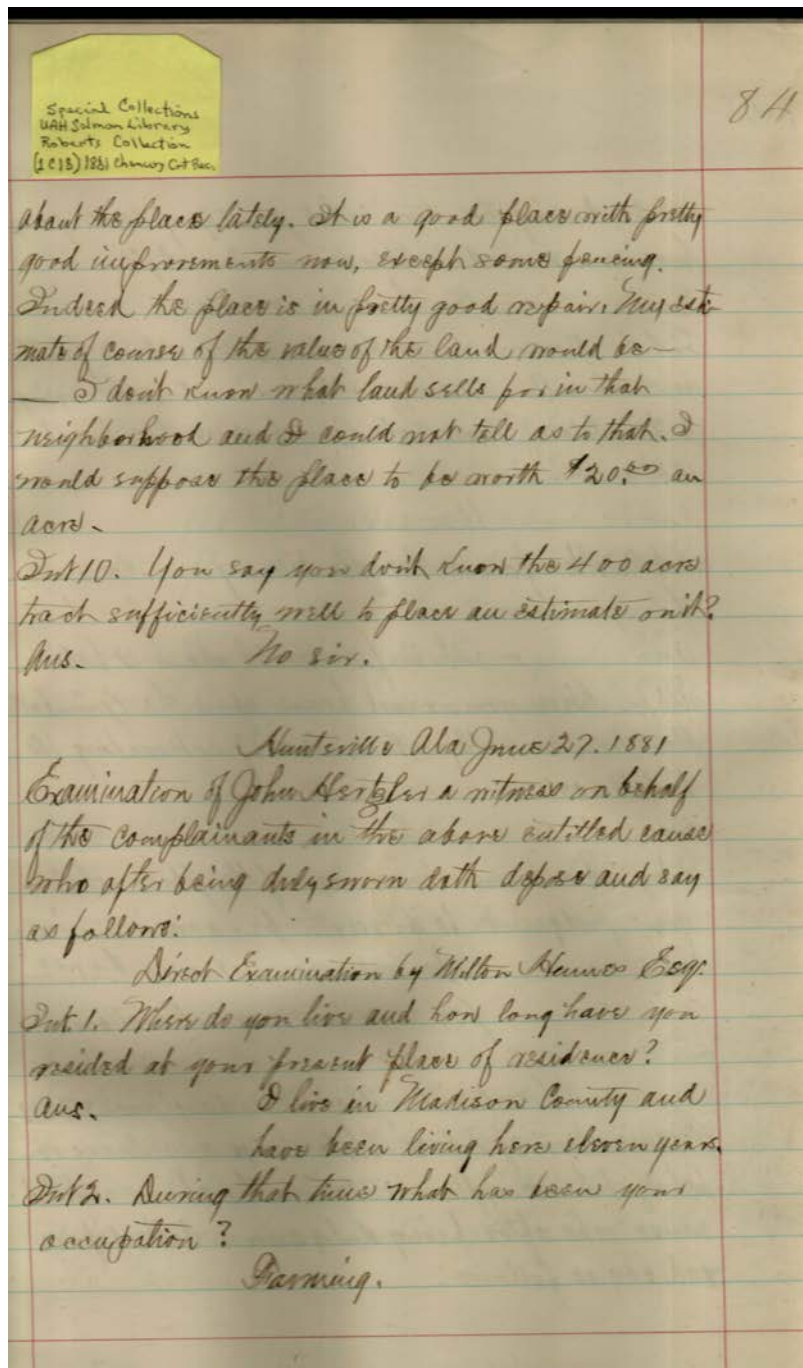 Special Collections
UAH Salmon Library
Roberts Collection
(1C1B) 1881 Chancery Crt Rec.
84
about the place lately. It is a good place with pretty
good improvements now, except some fencing.
Indeed the place is in pretty good repair. My esti-
mate of course of the value of the land would be—
— I don't know what land sells for in that
neighborhood and I could not tell as to that. I
would suppose the place to be worth $20.00 an
acre.
Int 10. You say you don't know the 400 acre
tract sufficiently well to place an estimate on it?
Ans. No sir.
Huntsville Ala June 27. 1881
Examination of John Hertzler a witness on behalf
of the complainants in the above entitled cause
who after being duly sworn doth depose and say
as follows:
Direct Examination by Milton Humes Esq.
Int. 1. Where do you live and how long have you
resided at your present place of residence?
Ans. I live in Madison County and
have been living here eleven years.
Int 2. During that time what has been your
occupation?
Farming.